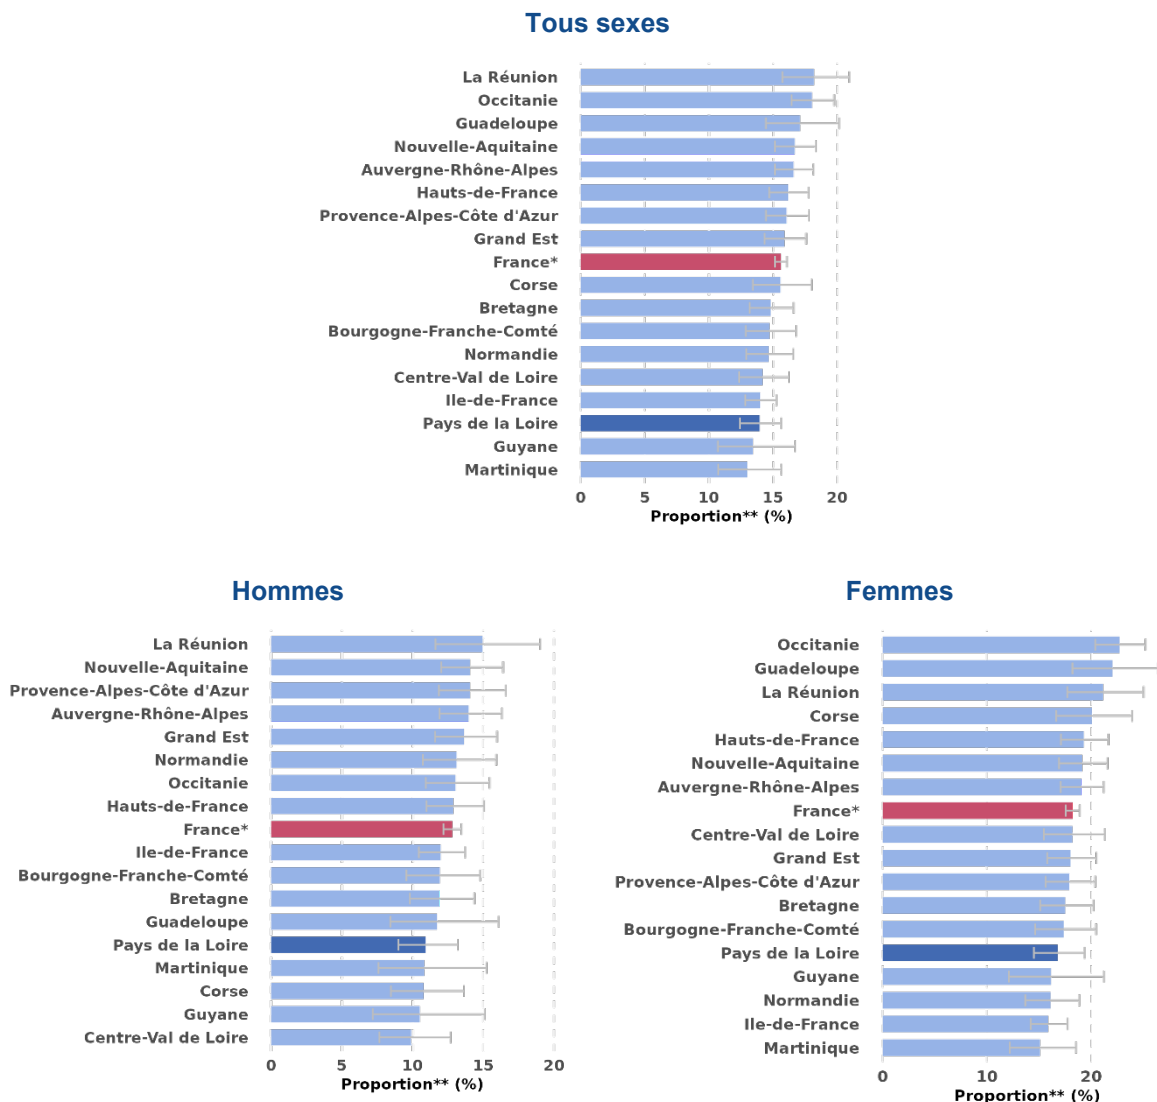 Tous sexes
La Réunion
Occitanie
Guadeloupe
Nouvelle-Aquitaine
Auvergne-Rhône-Alpes
Hauts-de-France
Provence-Alpes-Côte d'Azur
Grand Est
France*
Corse
Bretagne
Bourgogne-Franche-Comté
Normandie
Centre-Val de Loire
Ile-de-France
Pays de la Loire
Guyane
Martinique
0 5 10 15 20
Proportion** (%)
Hommes
La Réunion
Nouvelle-Aquitaine
Provence-Alpes-Côte d'Azur
Auvergne-Rhône-Alpes
Grand Est
Normandie
Occitanie
Hauts-de-France
France*
Ile-de-France
Bourgogne-Franche-Comté
Bretagne
Guadeloupe
Pays de la Loire
Martinique
Corse
Guyane
Centre-Val de Loire
0 5 10 15 20
Proportion** (%)
Femmes
Occitanie
Guadeloupe
La Réunion
Corse
Hauts-de-France
Nouvelle-Aquitaine
Auvergne-Rhône-Alpes
France*
Centre-Val de Loire
Grand Est
Provence-Alpes-Côte d'Azur
Bretagne
Bourgogne-Franche-Comté
Pays de la Loire
Guyane
Normandie
Ile-de-France
Martinique
0 10 20
Proportion** (%)